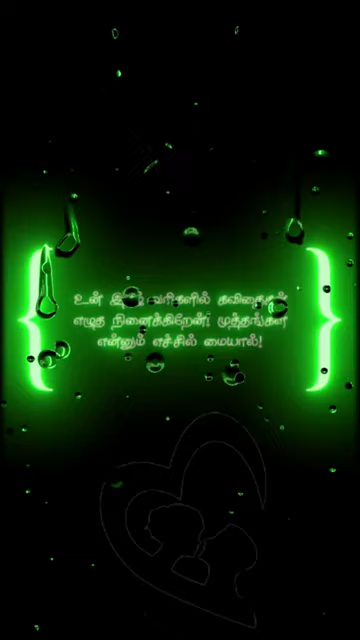 உன் இதழ் வரிகளில் கவிதைகள்
எழுத நினைக்கிறேன்! முத்தங்கள்
என்னும் எச்சில் மையால்!